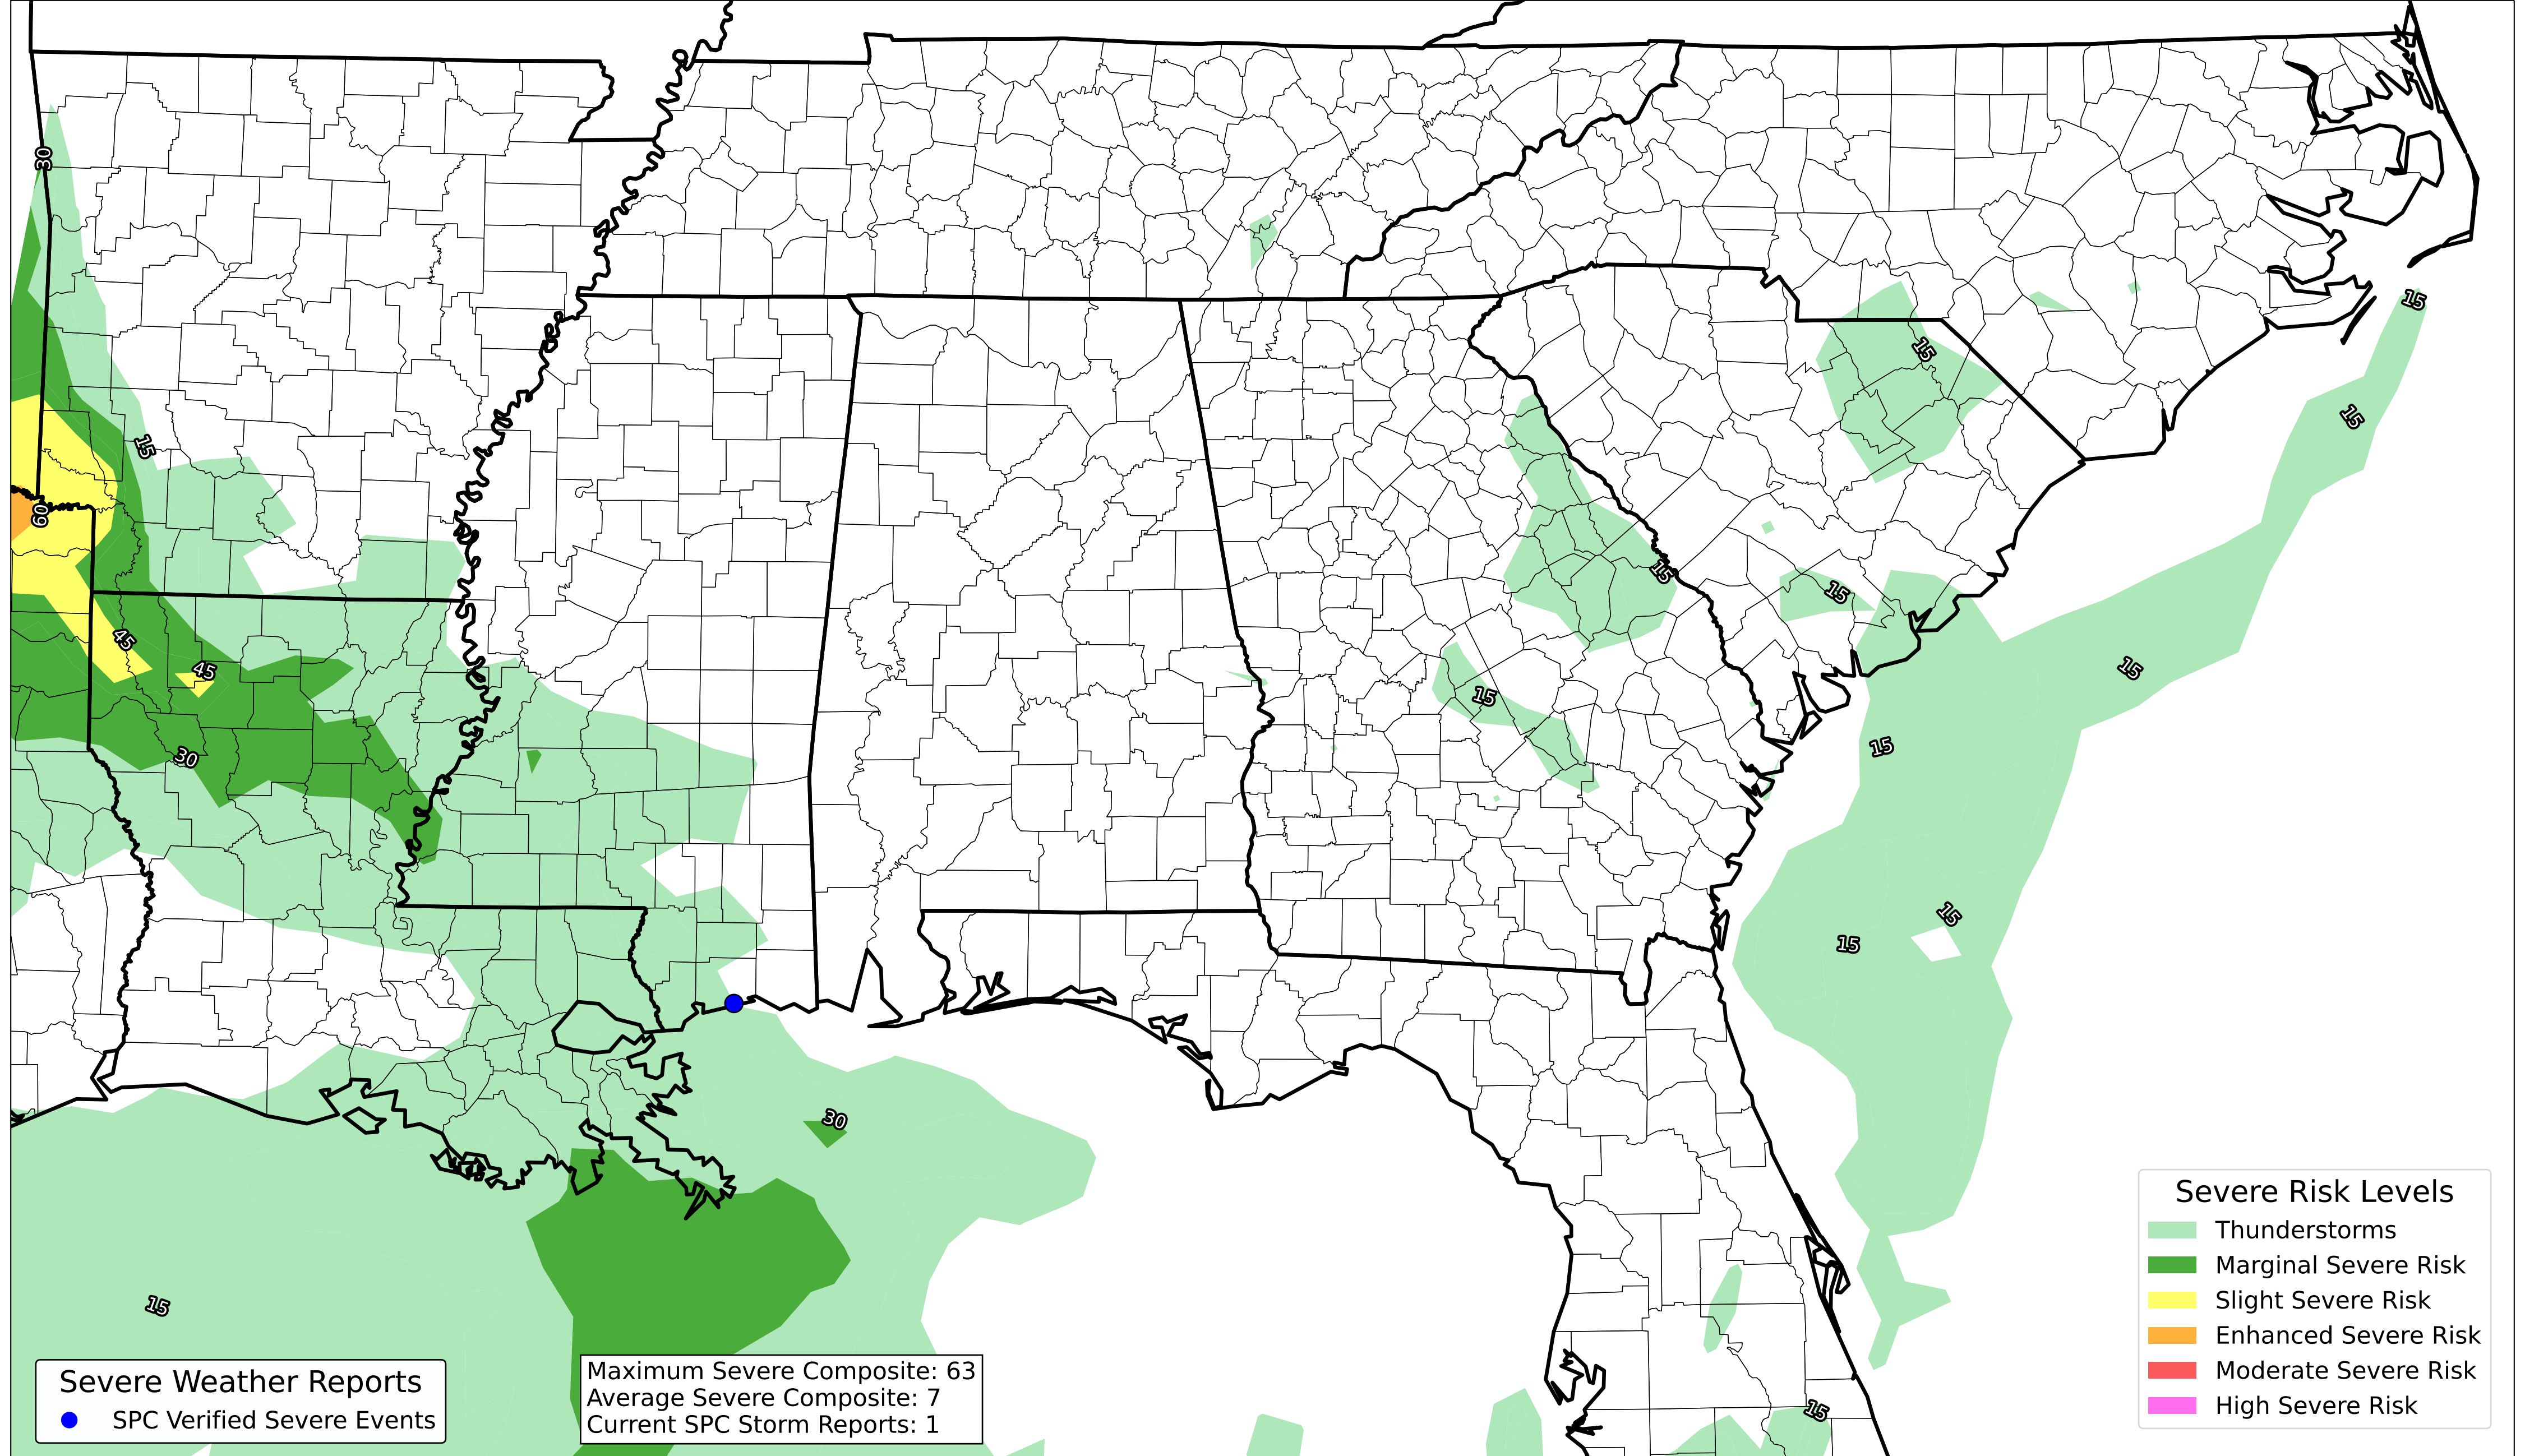 30
15
15
15
15
60
15
15
45
45
15
15
15
30
15
15
15
30
15
15
Severe Risk Levels
Thunderstorms
Marginal Severe Risk
Slight Severe Risk
Enhanced Severe Risk
Moderate Severe Risk
High Severe Risk
Severe Weather Reports
SPC Verified Severe Events
Maximum Severe Composite: 63
Average Severe Composite: 7
Current SPC Storm Reports: 1